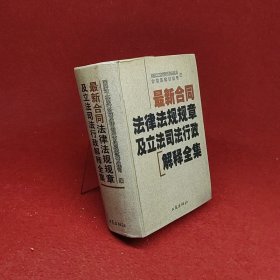 最新合同
法律法规规章
及立法司法行政
解释全集
最新合同法律法规规章
及立法司法行政解释全集